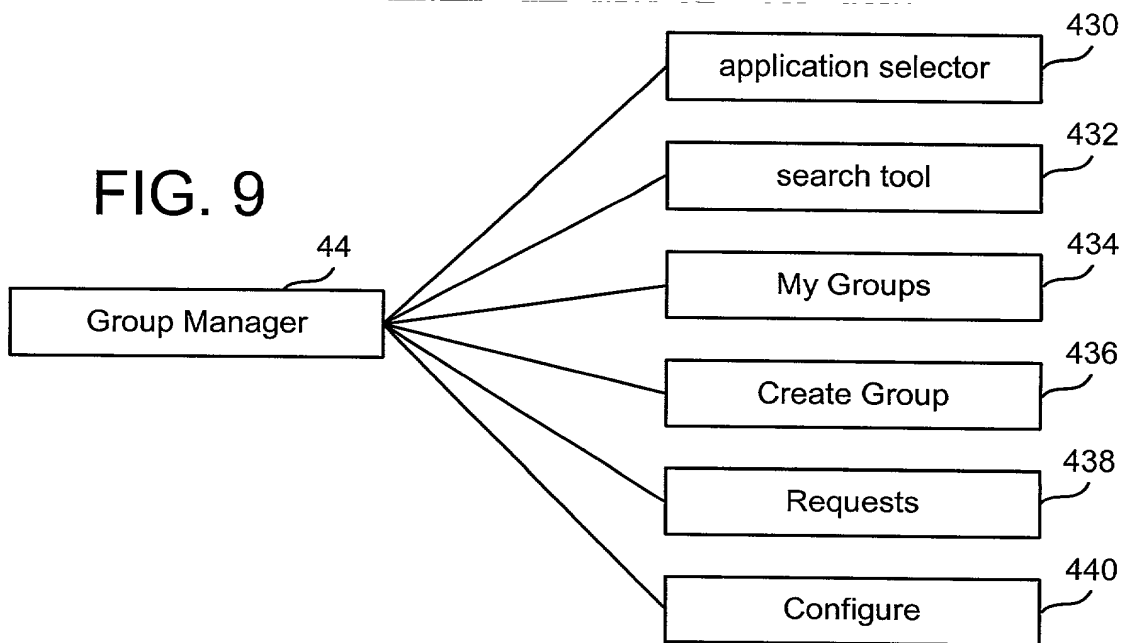 430
application selector
432
search tool
FIG. 9
44
434
My Groups
Group Manager
436
Create Group
438
Requests
440
Configure